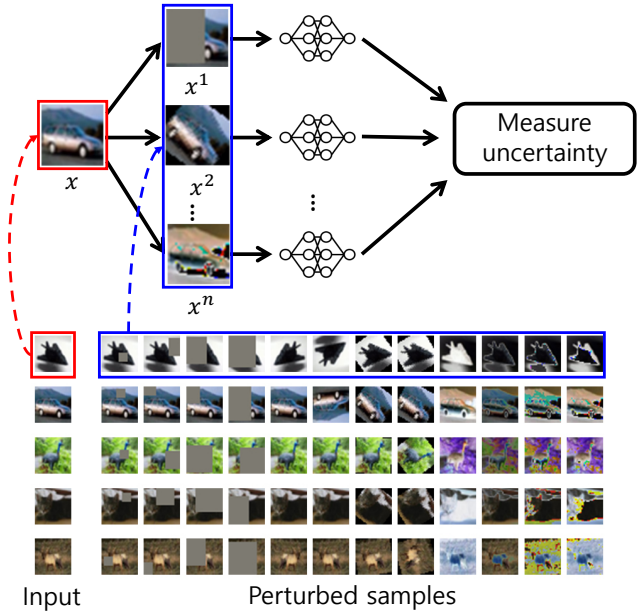 x¹
Measure
uncertainty
x
x²
...
...
xⁿ
Input
Perturbed samples